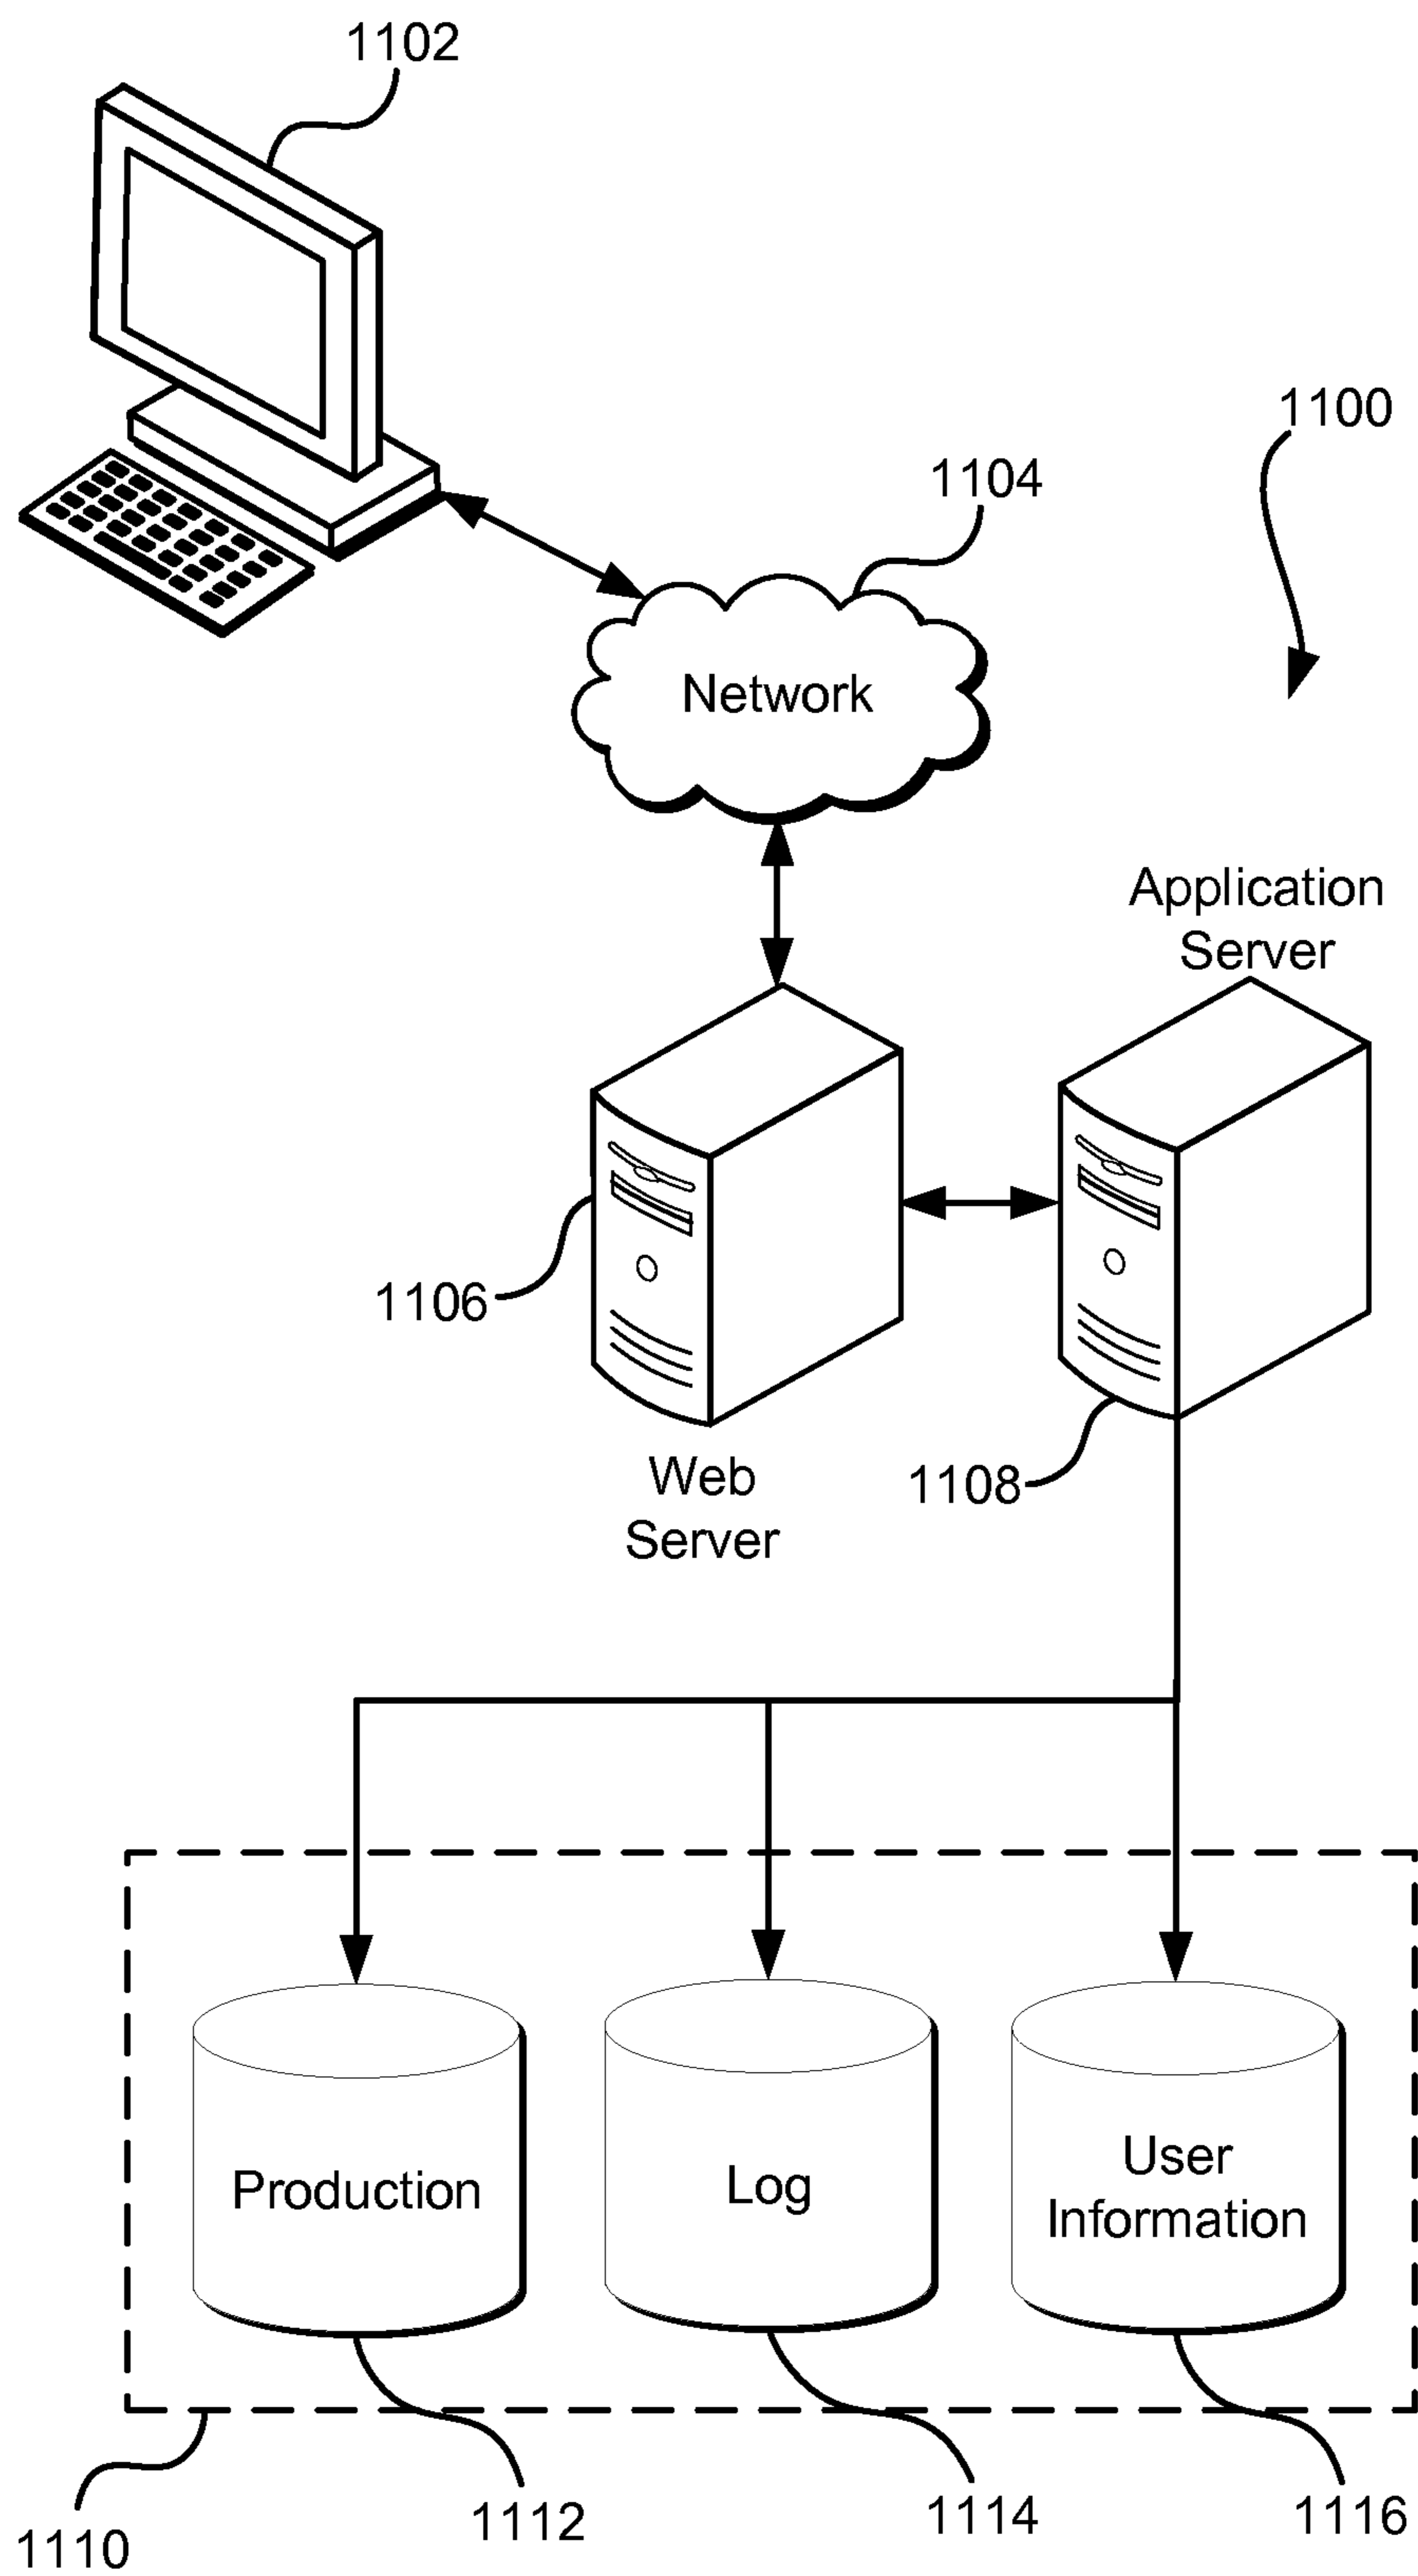 1102
1100
1104
Network
Application
Server
1106
1108
Web
Server
Production
Log
User
Information
1110
1112
1114
1116